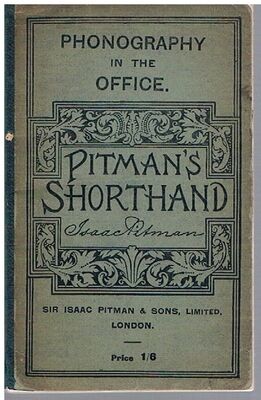 PHONOGRAPHY
IN THE
OFFICE.
PITMAN'S
SHORTHAND
Isaac Pitman
SIR ISAAC PITMAN & SONS, LIMITED,
LONDON.
Price 1/6